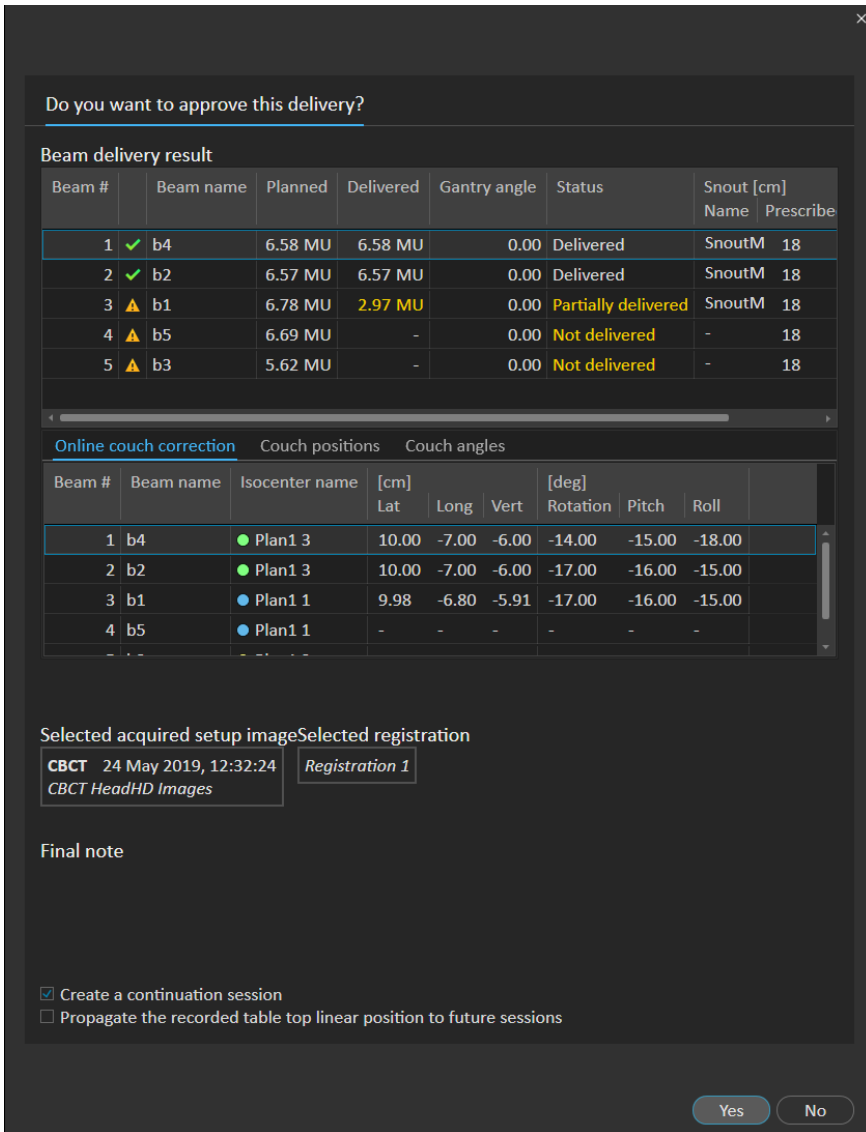 Do you want to approve this delivery?
Beam delivery result
Beam # Beam name Planned Delivered Gantry angle Status Snout [cm]
Name Prescribe
1 b4 6.58 MU 6.58 MU 0.00 Delivered SnoutM 18
2 b2 6.57 MU 6.57 MU 0.00 Delivered SnoutM 18
3 b1 6.78 MU 2.97 MU 0.00 Partially delivered SnoutM 18
4 b5 6.69 MU - 0.00 Not delivered - 18
5 b3 5.62 MU - 0.00 Not delivered - 18
Online couch correction Couch positions Couch angles
Beam # Beam name Isocenter name [cm] [deg]
Lat Long Vert Rotation Pitch Roll
1 b4 Plan1 3 10.00 -7.00 -6.00 -14.00 -15.00 -18.00
2 b2 Plan1 3 10.00 -7.00 -6.00 -17.00 -16.00 -15.00
3 b1 Plan1 1 9.98 -6.80 -5.91 -17.00 -16.00 -15.00
4 b5 Plan1 1 - - - - - -
Selected acquired setup image Selected registration
CBCT 24 May 2019, 12:32:24 Registration 1
CBCT HeadHD Images
Final note
Create a continuation session
Propagate the recorded table top linear position to future sessions
Yes No